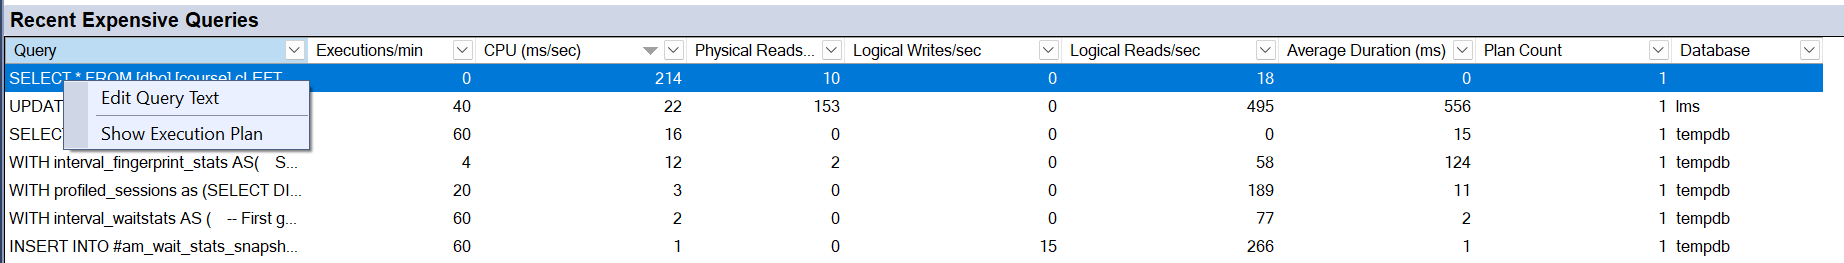 Recent Expensive Queries
Query Executions/min CPU (ms/sec) Physical Reads... Logical Writes/sec Logical Reads/sec Average Duration (ms) Plan Count Database
SELECT * FROM [dbo].[course] cLEFT 0 214 10 0 18 0 1
Edit Query Text
UPDAT 40 22 153 0 495 556 1 lms
SELECT 60 16 0 0 0 15 1 tempdb
Show Execution Plan
WITH interval_fingerprint_stats AS( S... 4 12 2 0 58 124 1 tempdb
WITH profiled_sessions as (SELECT DI... 20 3 0 0 189 11 1 tempdb
WITH interval_waitstats AS ( -- First g... 60 2 0 0 77 2 1 tempdb
INSERT INTO #am_wait_stats_snapsh... 60 1 0 15 266 1 1 tempdb